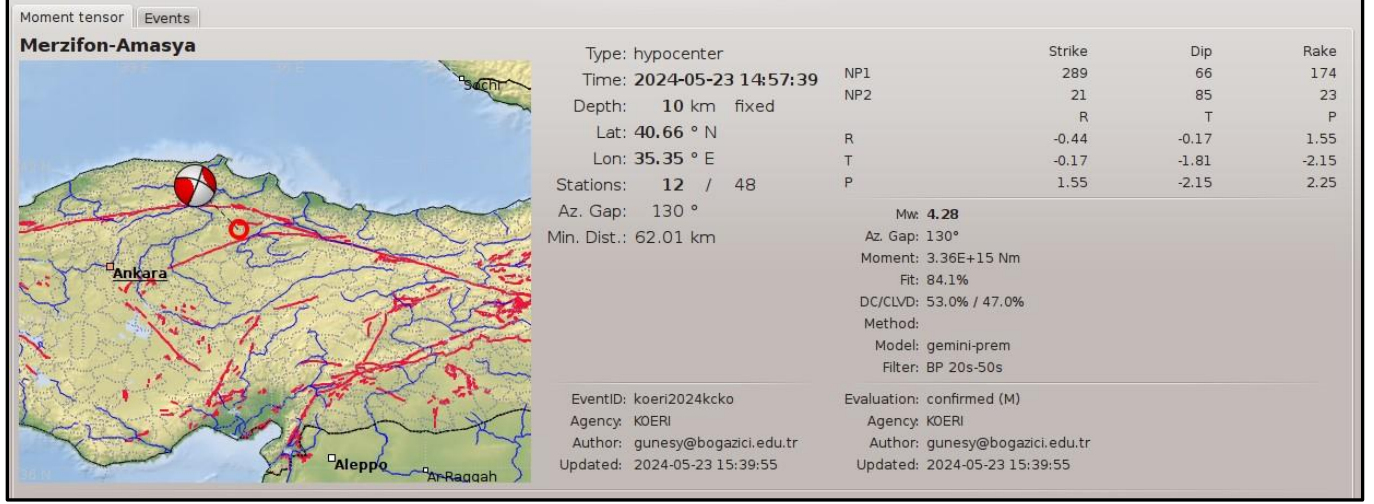 Moment tensor Events
Merzifon-Amasya
Sochi
Ankara
Aleppo
Ar-Raqqah
Type: hypocenter
Time: 2024-05-23 14:57:39
Depth: 10 km fixed
Lat: 40.66 ° N
Lon: 35.35 ° E
Stations: 12 / 48
Az. Gap: 130 °
Min. Dist.: 62.01 km
Strike Dip Rake
NP1 289 66 174
NP2 21 85 23
R T P
R -0.44 -0.17 1.55
T -0.17 -1.81 -2.15
P 1.55 -2.15 2.25
Mw: 4.28
Az. Gap: 130°
Moment: 3.36E+15 Nm
Fit: 84.1%
DC/CLVD: 53.0% / 47.0%
Method:
Model: gemini-prem
Filter: BP 20s-50s
EventID: koeri2024kcko
Agency: KOERI
Author: gunesy@bogazici.edu.tr
Updated: 2024-05-23 15:39:55
Evaluation: confirmed (M)
Agency: KOERI
Author: gunesy@bogazici.edu.tr
Updated: 2024-05-23 15:39:55